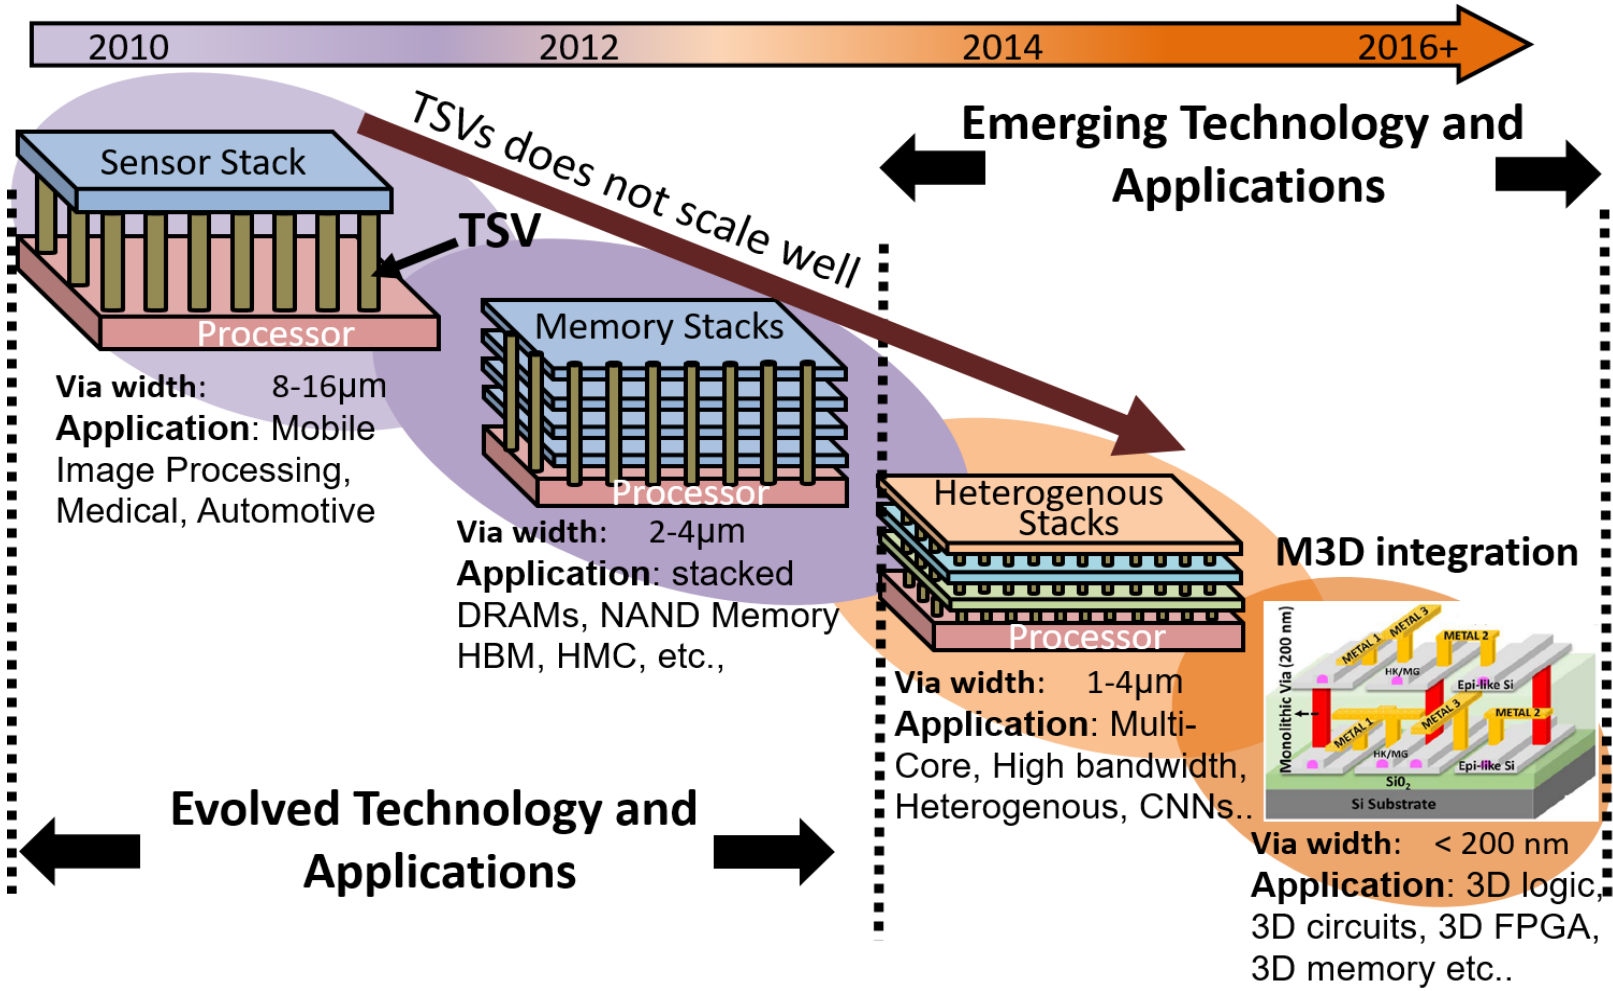 2010
2012
2014
2016+
TSVs does not scale well
Emerging Technology and
Applications
Sensor Stack
TSV
Processor
Via width: 8-16µm
Application: Mobile
Image Processing,
Medical, Automotive
Memory Stacks
Processor
Via width: 2-4µm
Application: stacked
DRAMs, NAND Memory
HBM, HMC, etc.,
Heterogenous
Stacks
Processor
Via width: 1-4µm
Application: Multi-
Core, High bandwidth,
Heterogenous, CNNs..
M3D integration
Monolithic Via (200 nm)
METAL 1
METAL 3
METAL 2
HK/MG
Epi-like Si
METAL 1
METAL 3
METAL 2
HK/MG
Epi-like Si
SiO2
Si Substrate
Via width: < 200 nm
Application: 3D logic,
3D circuits, 3D FPGA,
3D memory etc..
Evolved Technology and
Applications